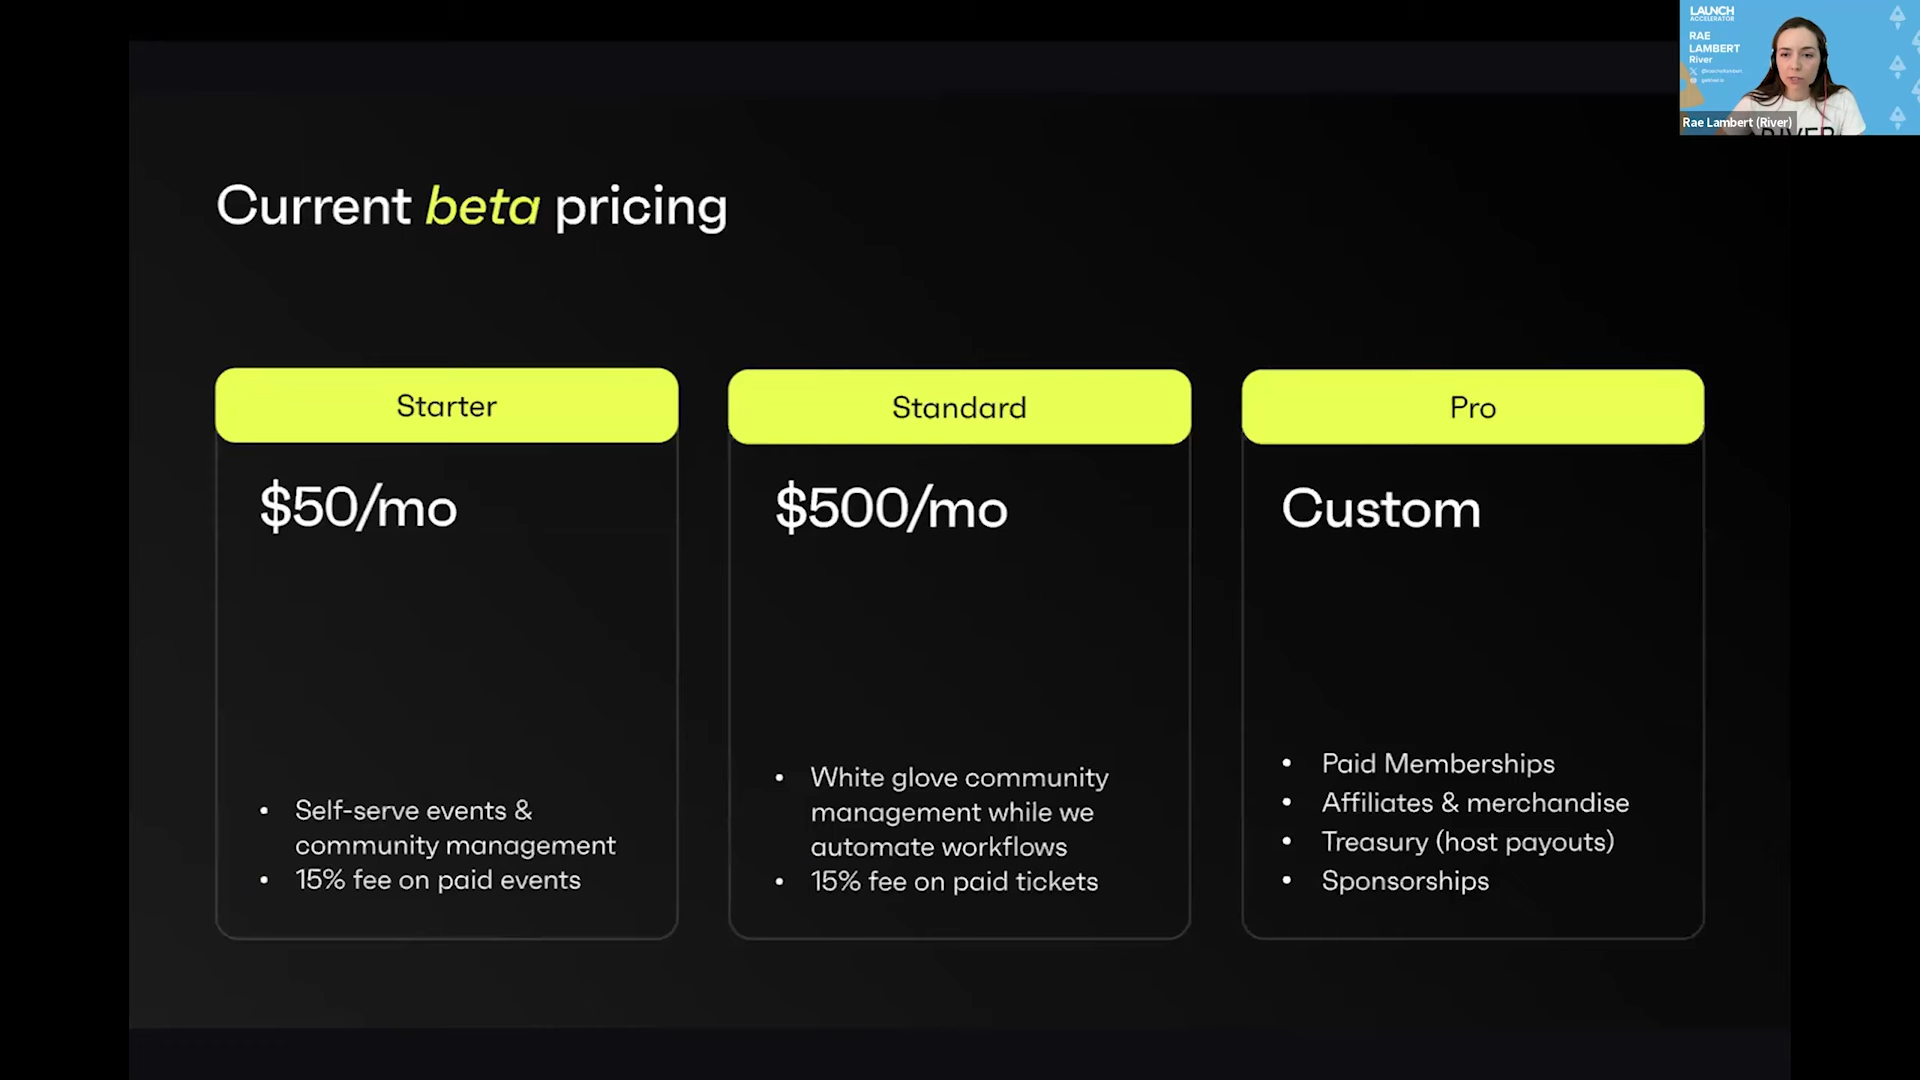 LAUNCH
ACCELERATOR
RAE
LAMBERT
River
Rae Lambert (River)
RIVER
Current beta pricing
Starter
$50/mo
• Self-serve events &
community management
• 15% fee on paid events
Standard
$500/mo
• White glove community
management while we
automate workflows
• 15% fee on paid tickets
Pro
Custom
• Paid Memberships
• Affiliates & merchandise
• Treasury (host payouts)
• Sponsorships